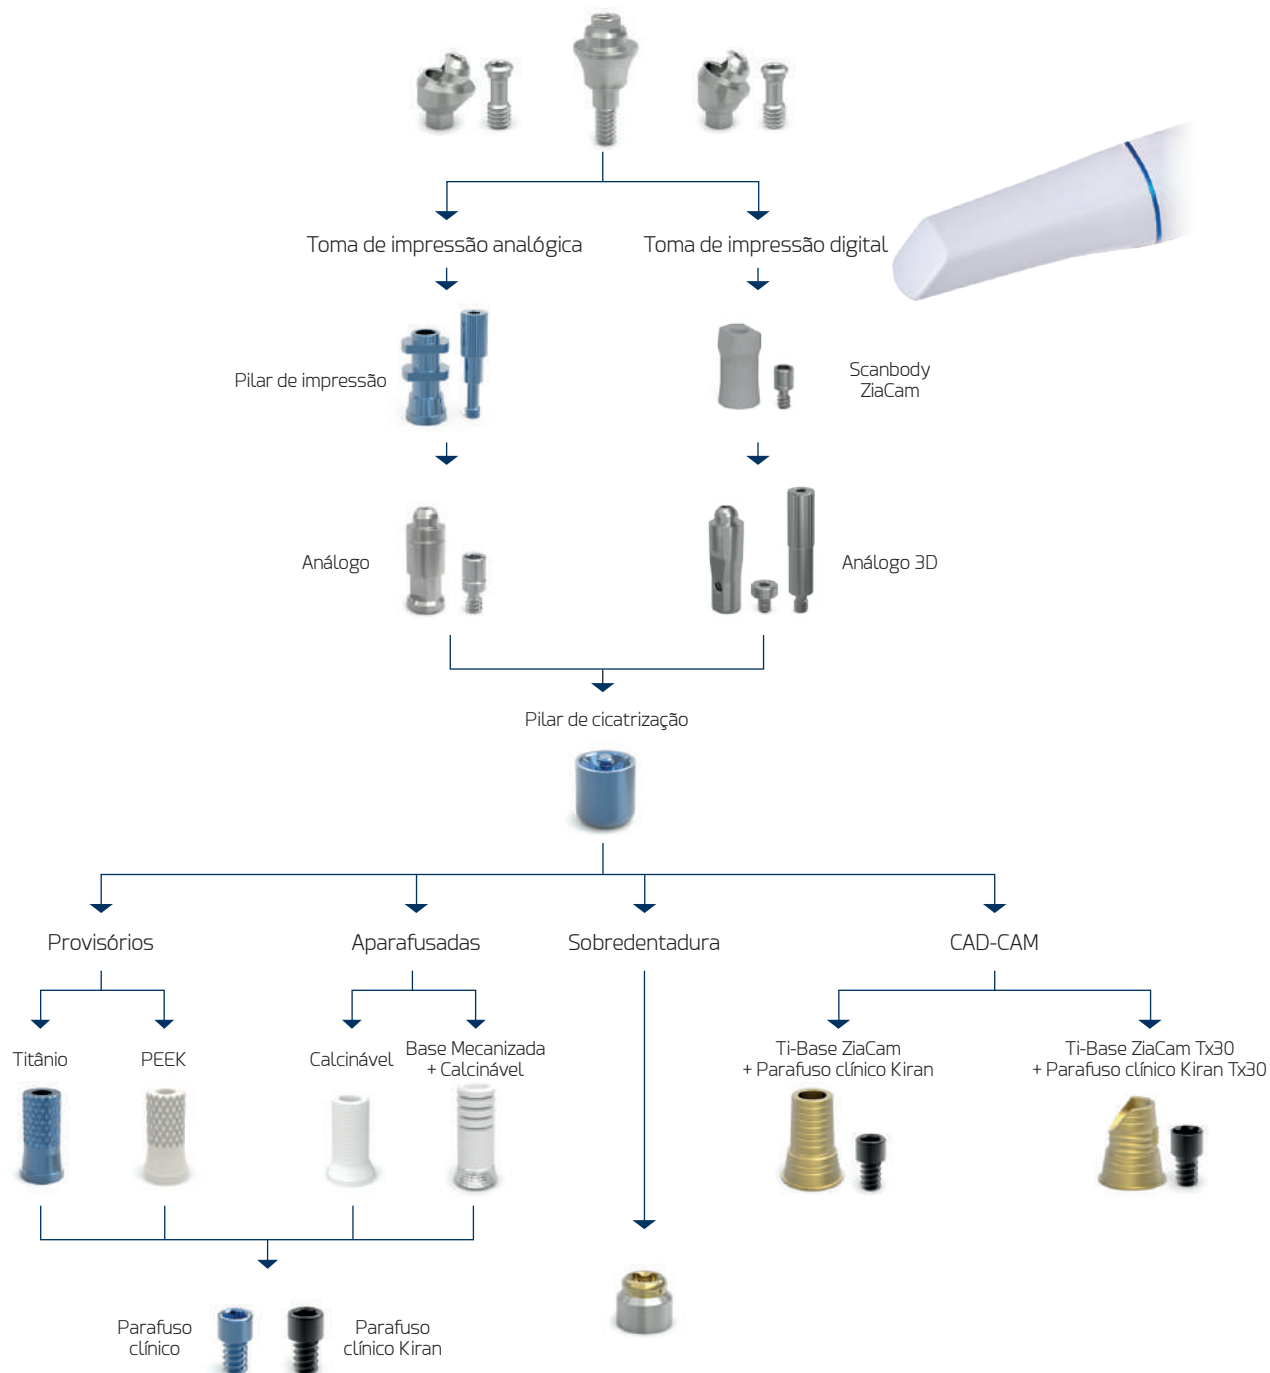 Toma de impressão analógica
Toma de impressão digital
Pilar de impressão
Scanbody
ZiaCam
Análogo
Análogo 3D
Pilar de cicatrização
Provisórios
Aparafusadas
Sobredentadura
CAD-CAM
Titânio
PEEK
Calcinável
Base Mecanizada
+ Calcinável
Ti-Base ZiaCam
+ Parafuso clínico Kiran
Ti-Base ZiaCam Tx30
+ Parafuso clínico Kiran Tx30
Parafuso
clínico
Parafuso
clínico Kiran